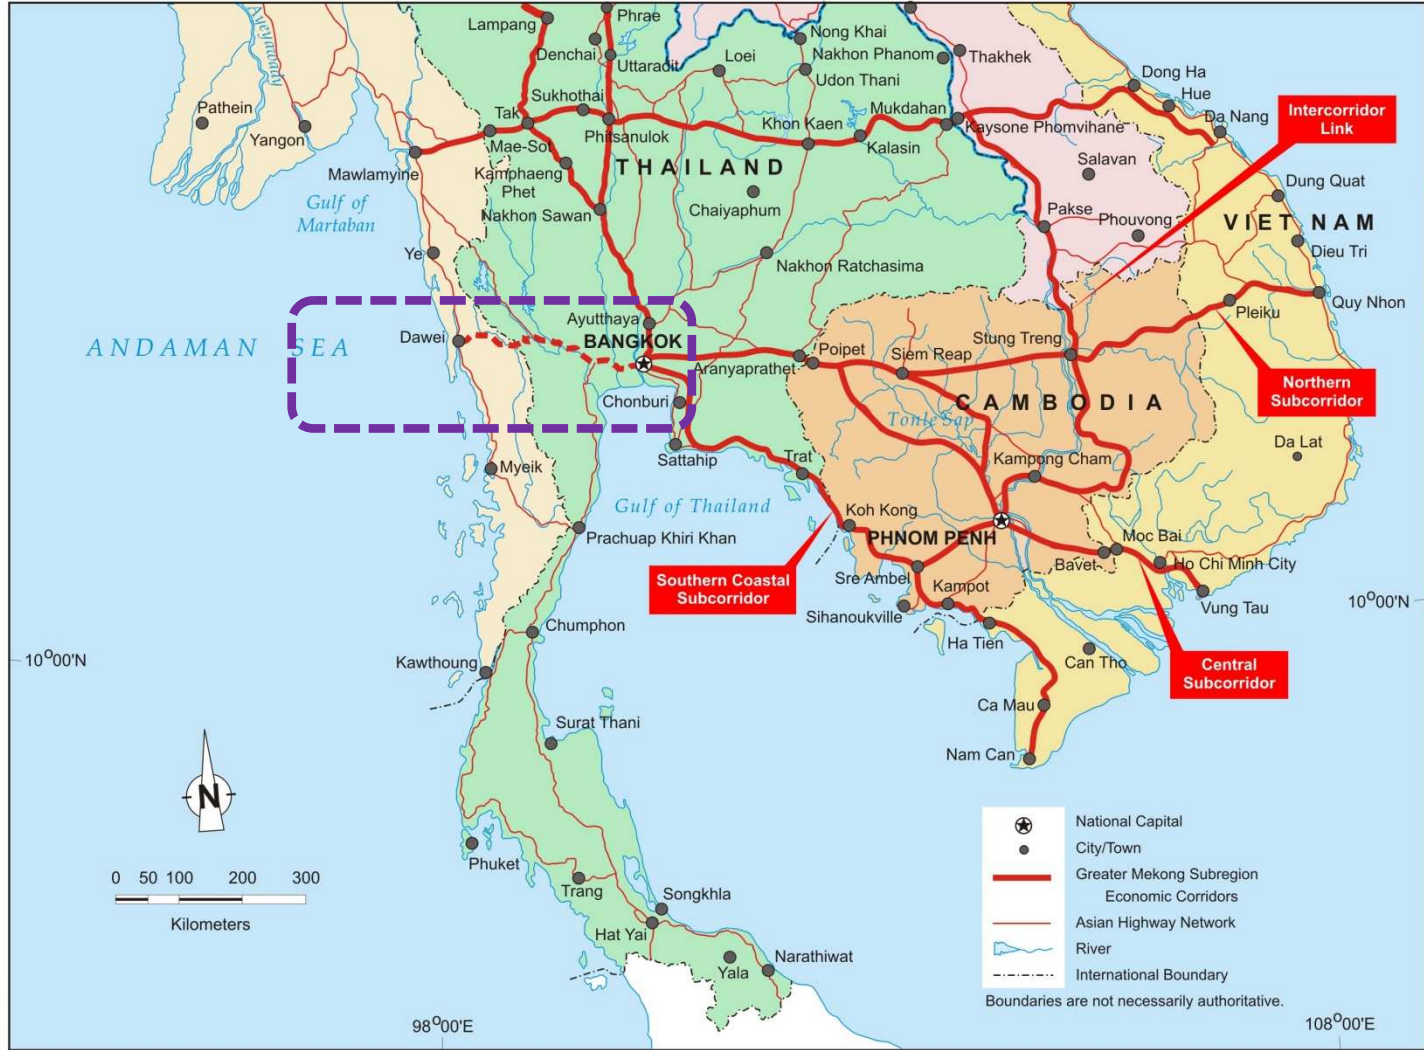 Ayeyawady
Lampang
Phrae
Denchai
Uttaradit
Loei
Nong Khai
Nakhon Phanom
Udon Thani
Thakhek
Dong Ha
Hue
Da Nang
Intercorridor
Link
Pathein
Yangon
Sukhothai
Tak
Phitsanulok
Mukdahan
Khon Kaen
Kaysone Phomvihane
Kalasin
Mae-Sot
Mawlamyine
Kamphaeng
Phet
THAILAND
Salavan
Dung Quat
Chaiyaphum
Gulf of
Martaban
Nakhon Sawan
Pakse
Phouvong
VIET NAM
Dieu Tri
Ye
Nakhon Ratchasima
Quy Nhon
Pleiku
Ayutthaya
Dawei
BANGKOK
ANDAMAN SEA
Aranyaprathet
Poipet
Siem Reap
Stung Treng
Northern
Subcorridor
Chonburi
CAMBODIA
Tonle Sap
Da Lat
Sattahip
Trat
Kampong Cham
Myeik
Gulf of Thailand
Koh Kong
Prachuap Khiri Khan
PHNOM PENH
Moc Bai
Bavet
Ho Chi Minh City
Southern Coastal
Subcorridor
Sre Ambel
Kampot
Sihanoukville
Vung Tau
10°00'N
Chumphon
Ha Tien
Can Tho
Central
Subcorridor
10°00'N
Kawthoung
Ca Mau
Surat Thani
Nam Can
N
National Capital
City/Town
Greater Mekong Subregion
Economic Corridors
Asian Highway Network
River
International Boundary
Boundaries are not necessarily authoritative.
Phuket
Trang
0 50 100 200 300
Kilometers
Songkhla
Hat Yai
Narathiwat
Yala
98°00'E
108°00'E